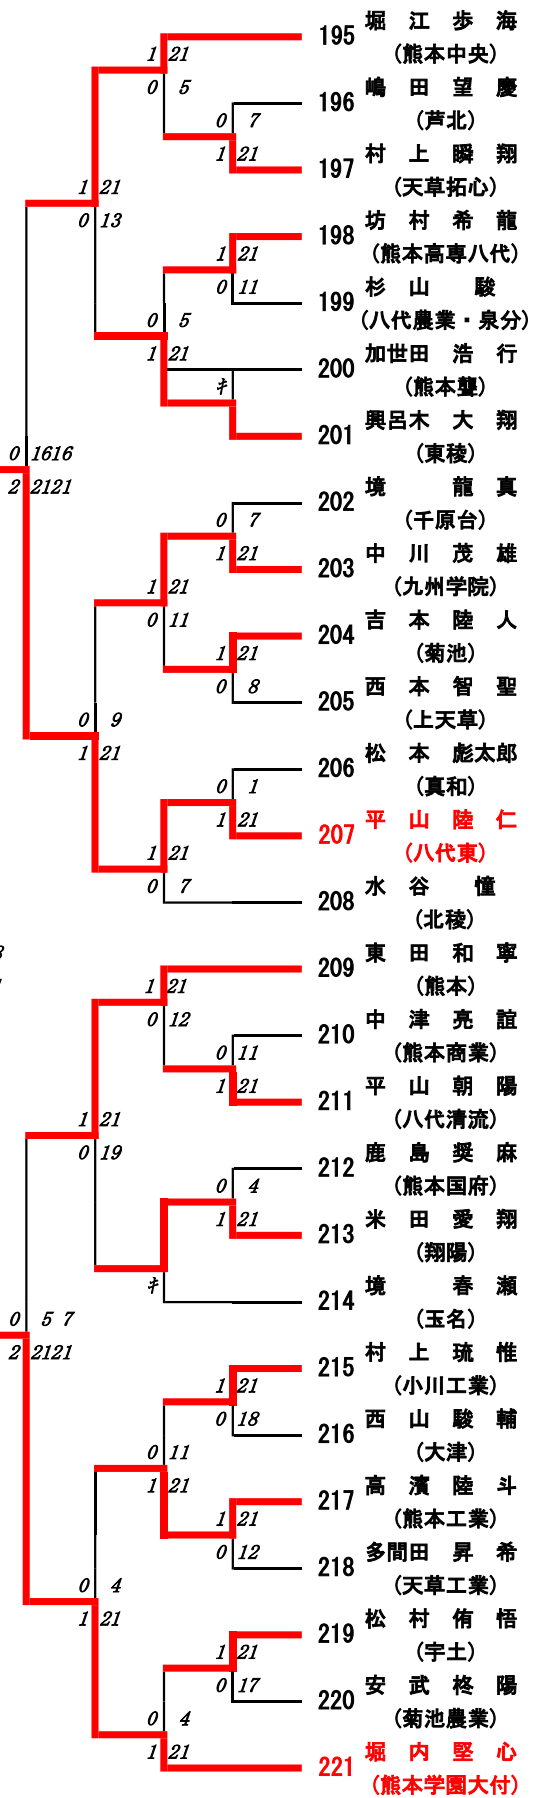 195 堀 江 歩 海
1 21 (熊本中央)
0 5 196 嶋 田 望 慶
0 7 (芦北)
1 21 197 村 上 瞬 翔
1 21 (天草拓心)
0 13 198 坊 村 希 龍
1 21 (熊本高専八代)
0 11 199 杉 山 駿
0 5 (八代農業・泉分)
1 21 200 加世田 浩 行
(熊本聾)
201 興呂木 大 翔
0 1616 (東稜)
2 2121 202 境 龍 真
0 7 (千原台)
1 21 203 中 川 茂 雄
1 21 (九州学院)
0 11 204 吉 本 陸 人
1 21 (菊池)
0 8 205 西 本 智 聖
0 9 (上天草)
1 21 206 松 本 彪太郎
0 1 (真和)
1 21 207 平 山 陸 仁
1 21 (八代東)
0 7 208 水 谷 憧
(北稜)
209 東 田 和 寧
1 21 (熊本)
0 12 210 中 津 亮 誼
0 11 (熊本商業)
1 21 211 平 山 朝 陽
1 21 (八代清流)
0 19 212 鹿 島 奨 麻
0 4 (熊本国府)
1 21 213 米 田 愛 翔
(翔陽)
214 境 春 瀬
0 5 7 (玉名)
2 2121 215 村 上 琉 惟
1 21 (小川工業)
0 18 216 西 山 駿 輔
0 11 (大津)
1 21 217 高 濱 陸 斗
1 21 (熊本工業)
0 12 218 多間田 昇 希
0 4 (天草工業)
1 21 219 松 村 侑 悟
1 21 (宇土)
0 17 220 安 武 柊 陽
0 4 (菊池農業)
1 21 221 堀 内 堅 心
(熊本学園大付)